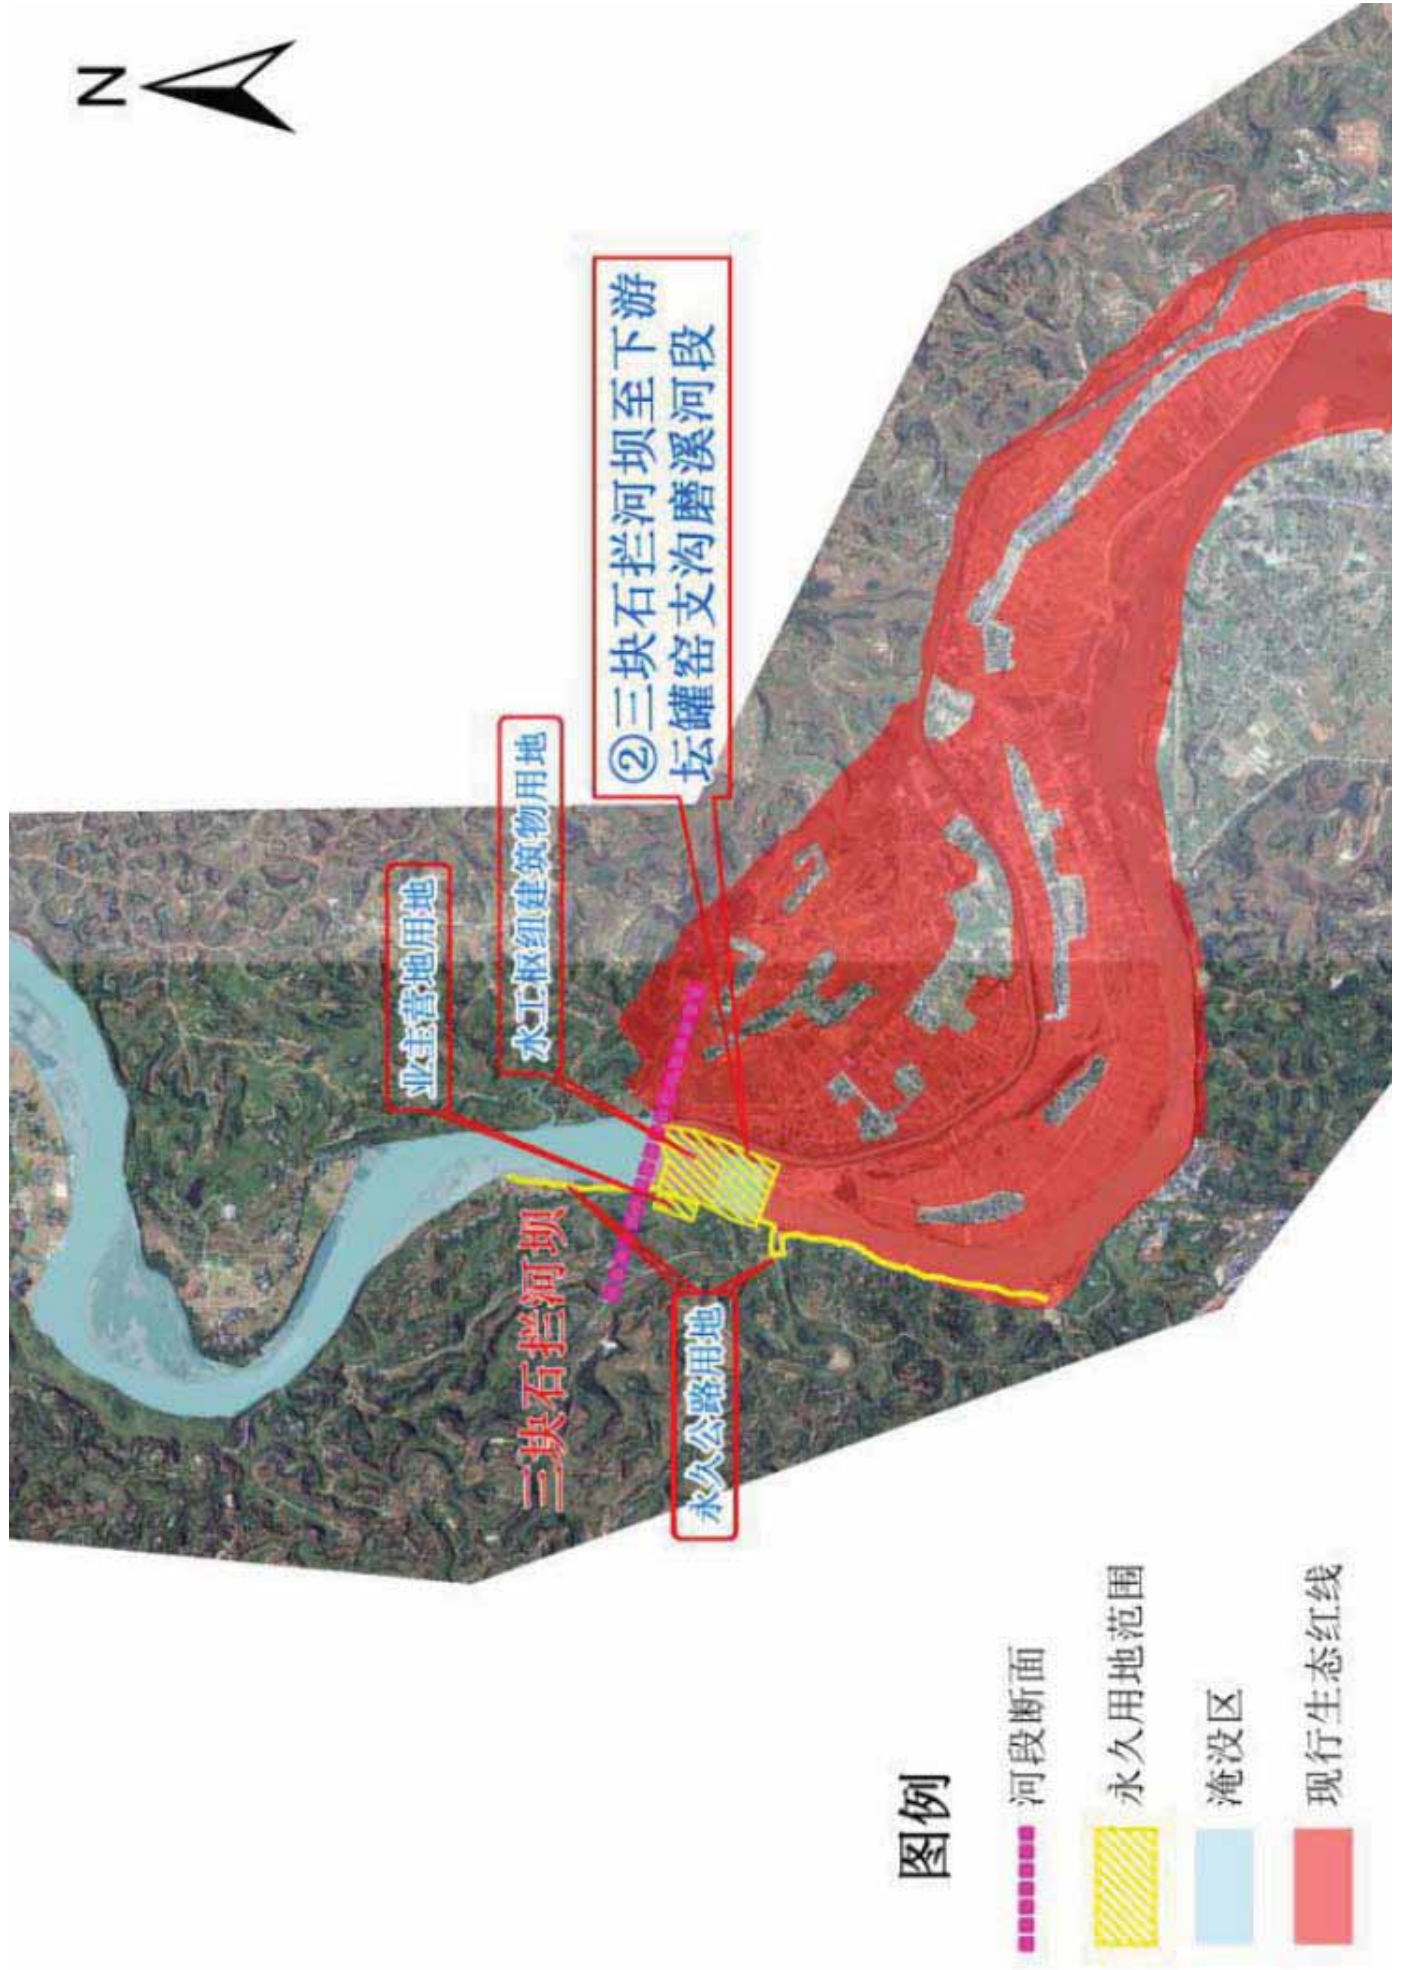 N
②三块石拦河坝至下游
坛罐窑支沟磨溪河段
水工枢组建筑物用地
业主营地用地
三块石拦河坝
永久公路用地
图例
河段断面
永久用地范围
淹没区
现行生态红线